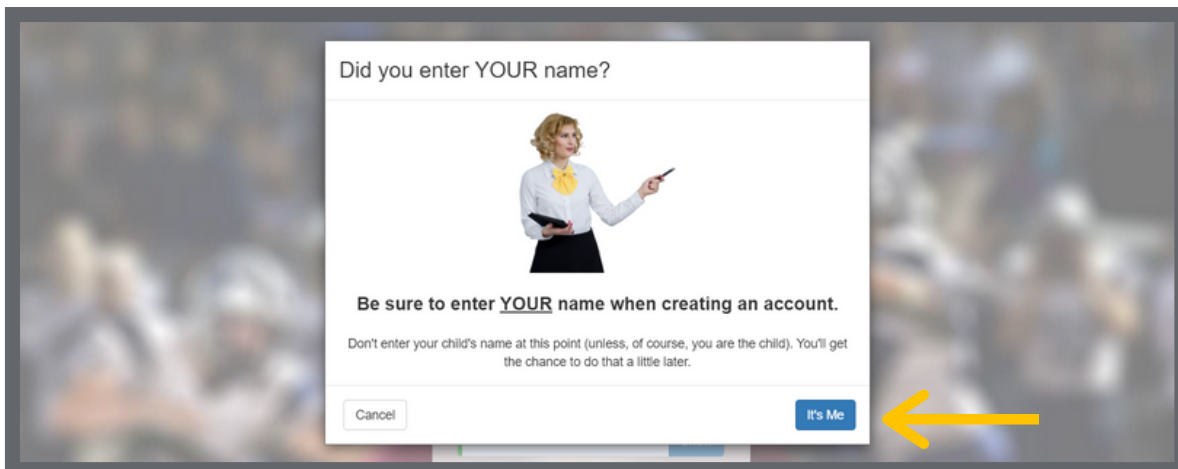 Did you enter YOUR name?
Be sure to enter YOUR name when creating an account.
Don't enter your child's name at this point (unless, of course, you are the child). You'll get
the chance to do that a little later.
Cancel
It's Me